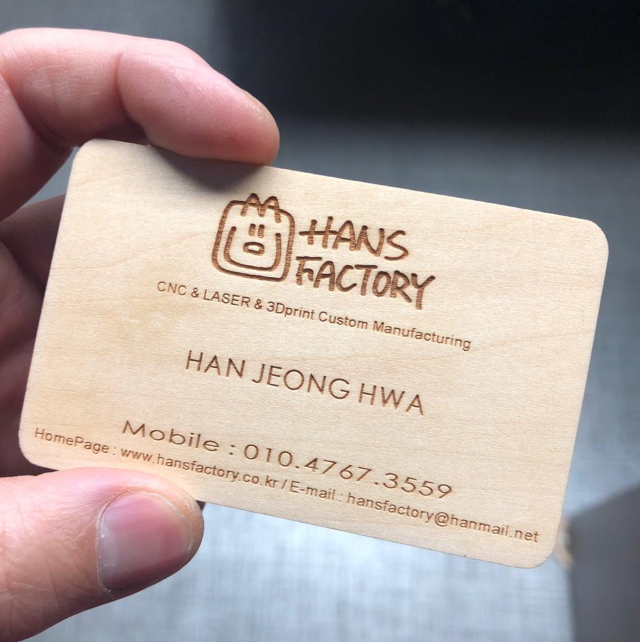 HANS
FACTORY
CNC & LASER & 3Dprint Custom Manufacturing
HAN JEONG HWA
Mobile : 010.4767.3559
HomePage : www.hansfactory.co.kr / E-mail : hansfactory@hanmail.net